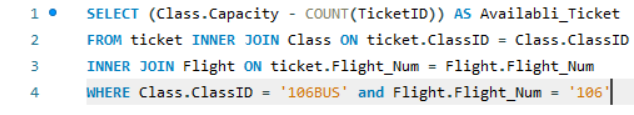 1 SELECT (Class.Capacity - COUNT(TicketID)) AS Availabli_Ticket
2 FROM ticket INNER JOIN Class ON ticket.ClassID = Class.ClassID
3 INNER JOIN Flight ON ticket.Flight_Num = Flight.Flight_Num
4 WHERE Class.ClassID = '106BUS' and Flight.Flight_Num = '106'